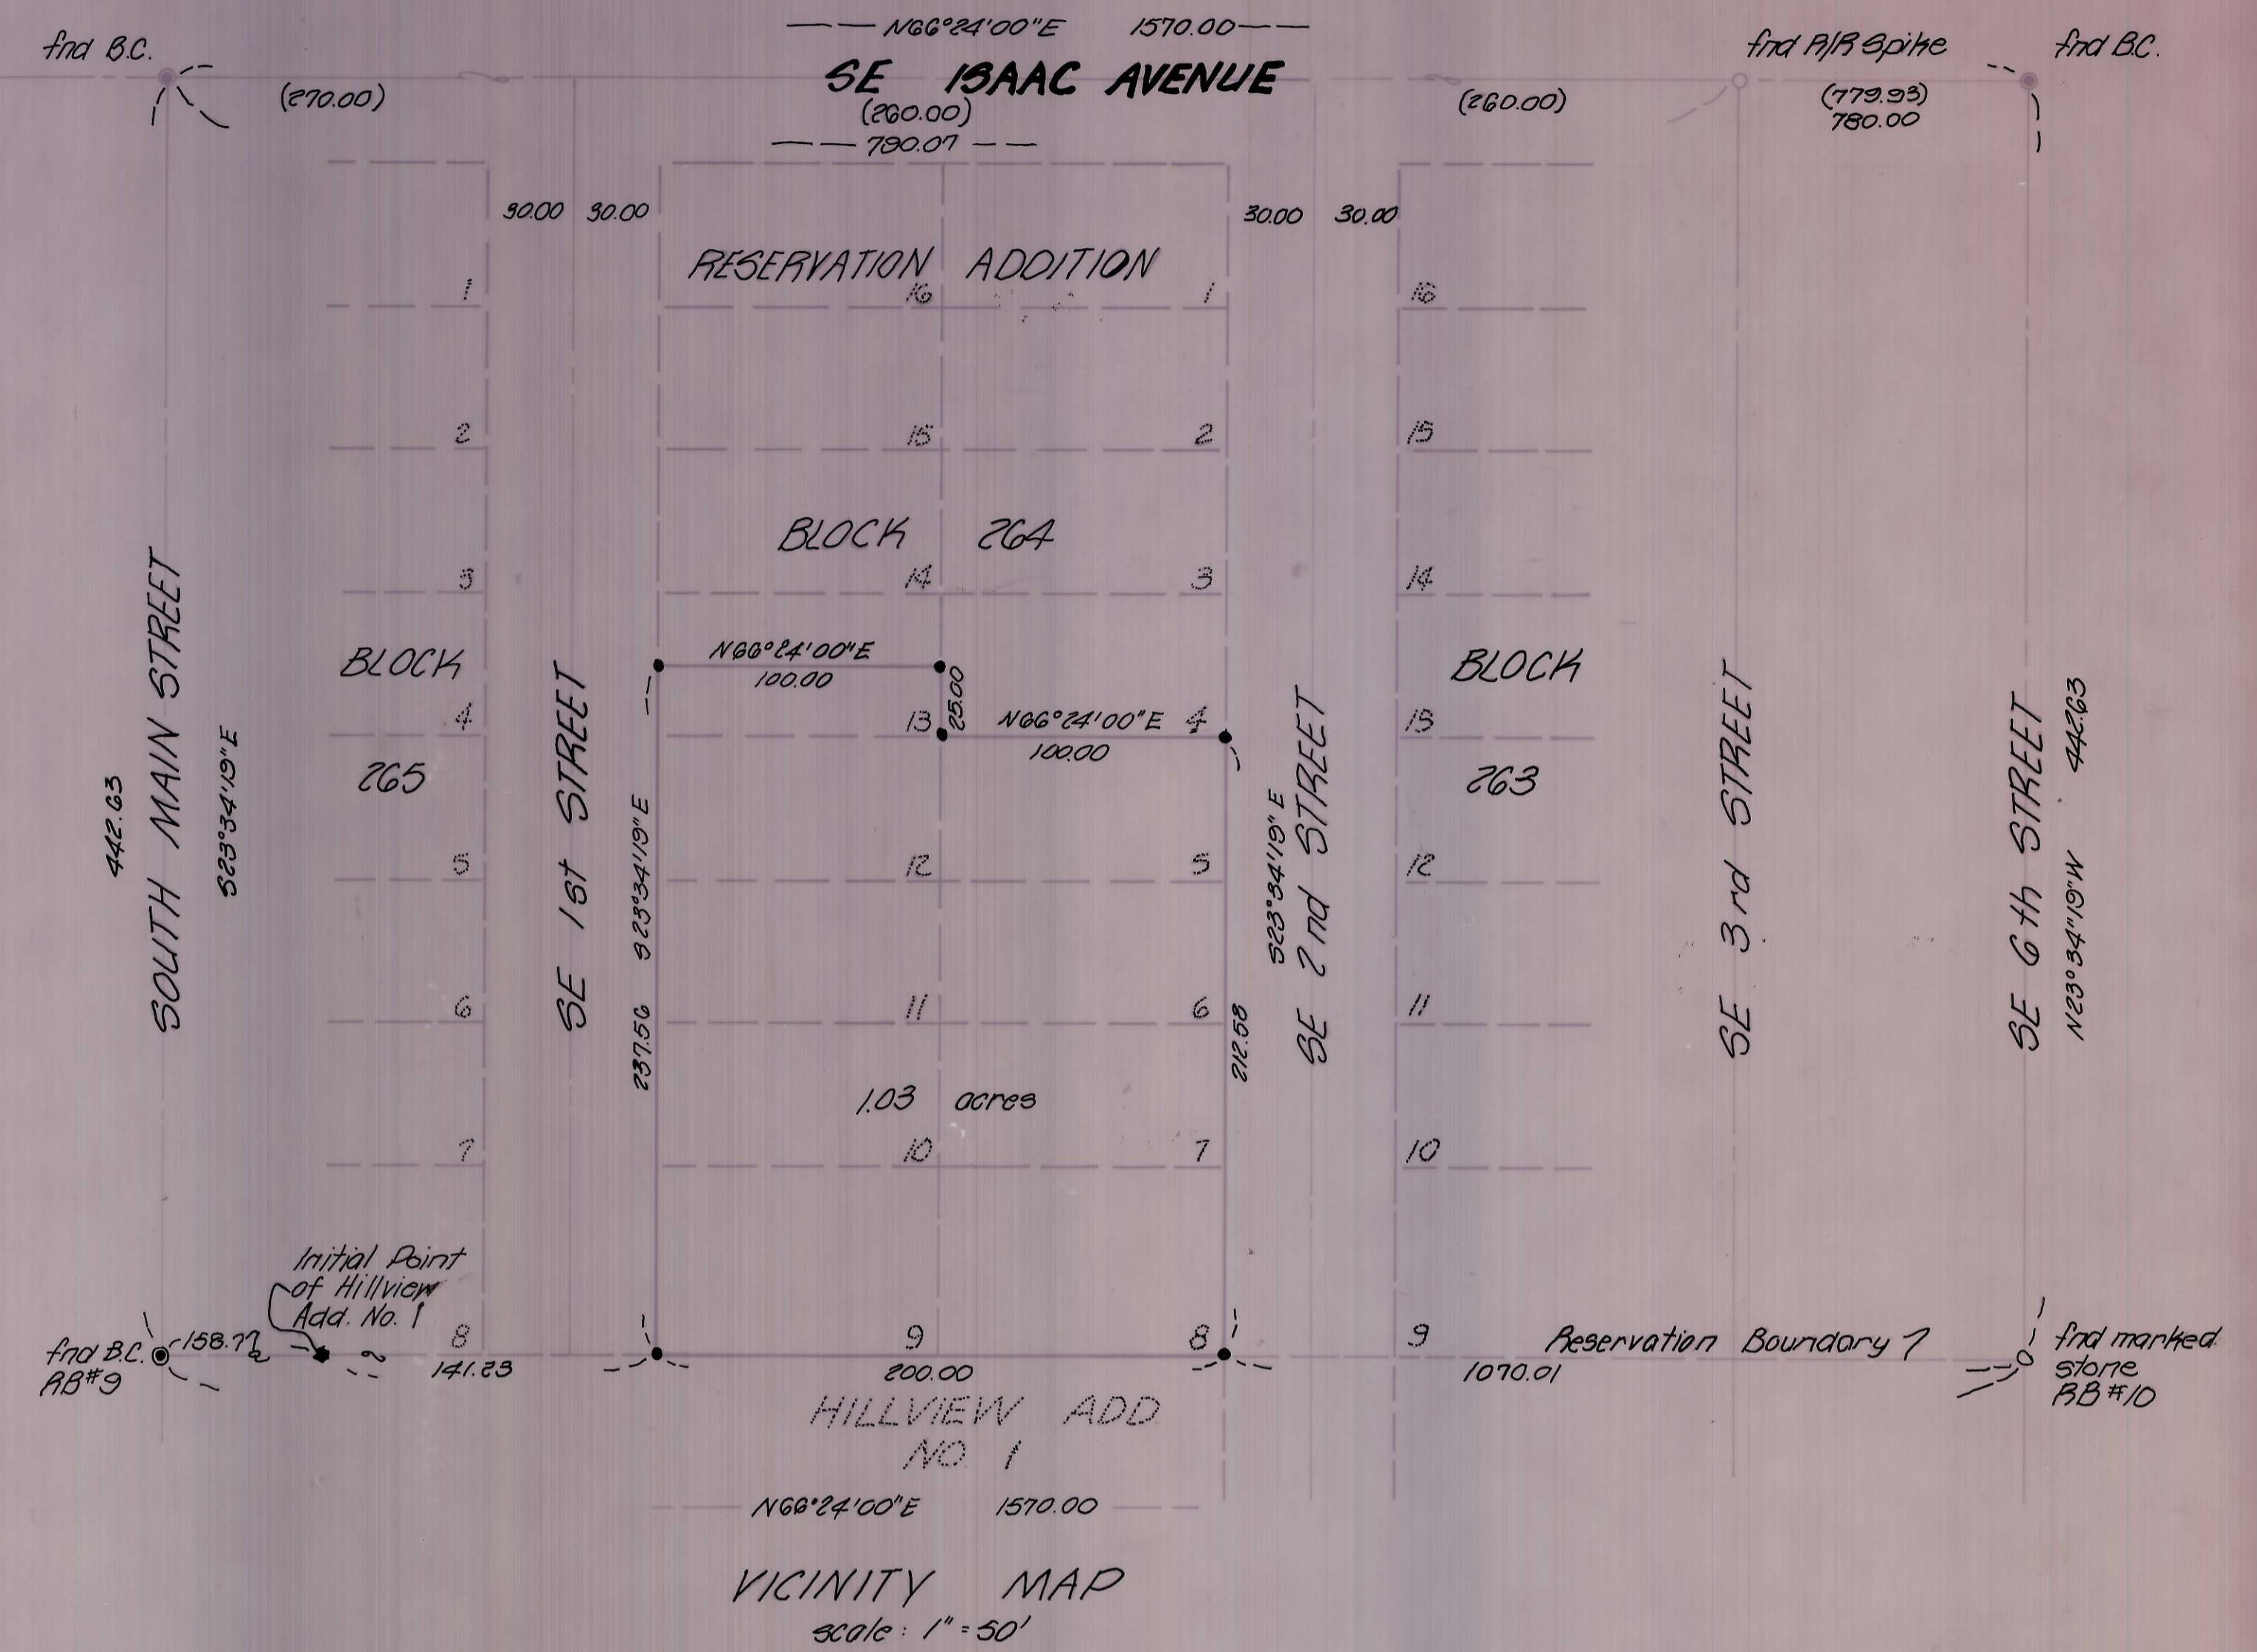 N66°24'00"E 1570.00
fnd B.C.
fnd R/R Spike
fnd B.C.
SE ISAAC AVENUE
(270.00)
(260.00)
(260.00)
(779.93)
780.00
790.07
30.00 30.00
30.00 30.00
RESERVATION ADDITION
1
16
1
16
2
15
2
15
BLOCK 264
3
14
3
14
BLOCK
N66°24'00"E
100.00
25.00
BLOCK
4
13
N66°24'00"E 4
100.00
13
265
263
442.63
SOUTH MAIN STREET
S23°34'19"E
SE 1st STREET
237.56 S23°34'19"E
S23°34'19"E
212.58
SE 2nd STREET
SE 3rd STREET
SE 6th STREET
N23°34'19"W 442.63
5
12
5
12
6
11
6
11
1.03 acres
7
10
7
10
Initial Point
of Hillview
Add. No. 1
fnd B.C.
RB#9
158.77
8
141.23
9
200.00
8
9
1070.01
Reservation Boundary
fnd marked
stone
RB #10
HILLVIEW ADD
NO. 1
N66°24'00"E 1570.00
VICINITY MAP
scale: 1" = 50'